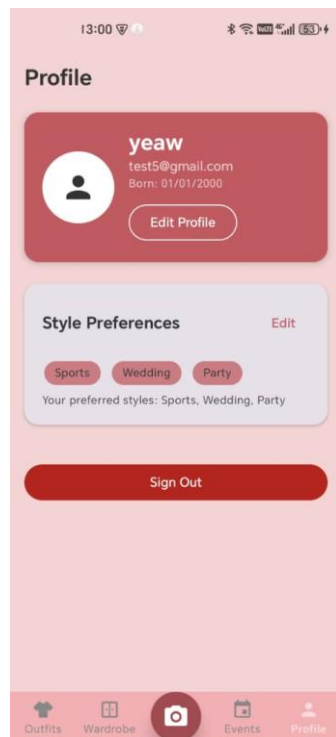 13:00
53
Profile
yeaw
test5@gmail.com
Born: 01/01/2000
Edit Profile
Style Preferences
Edit
Sports Wedding Party
Your preferred styles: Sports, Wedding, Party
Sign Out
Outfits Wardrobe Events Profile